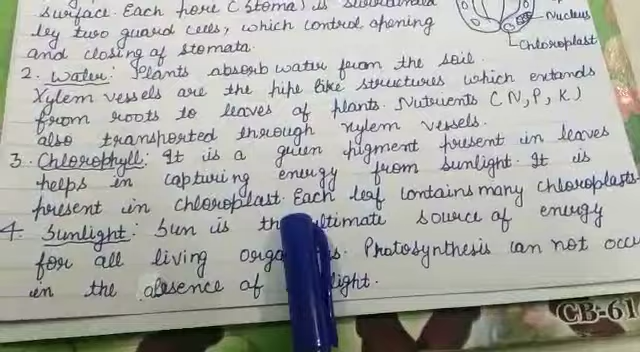 surface. Each pore (Stoma) is surrounded
by two guard cells, which control opening
and closing of stomata.
Nucleus
Chloroplast
2. Water: Plants absorb water from the soil.
Xylem vessels are the pipe like structures which extends
from roots to leaves of plants. Nutrients (N, P, K)
also transported through xylem vessels.
3. Chlorophyll: It is a green pigment present in leaves
helps in capturing energy from sunlight. It is
present in chloroplast. Each leaf contains many chloroplasts.
4. Sunlight: Sun is th ultimate source of energy
for all living orga s. Photosynthesis can not occu
in the absence of light.
CB-61